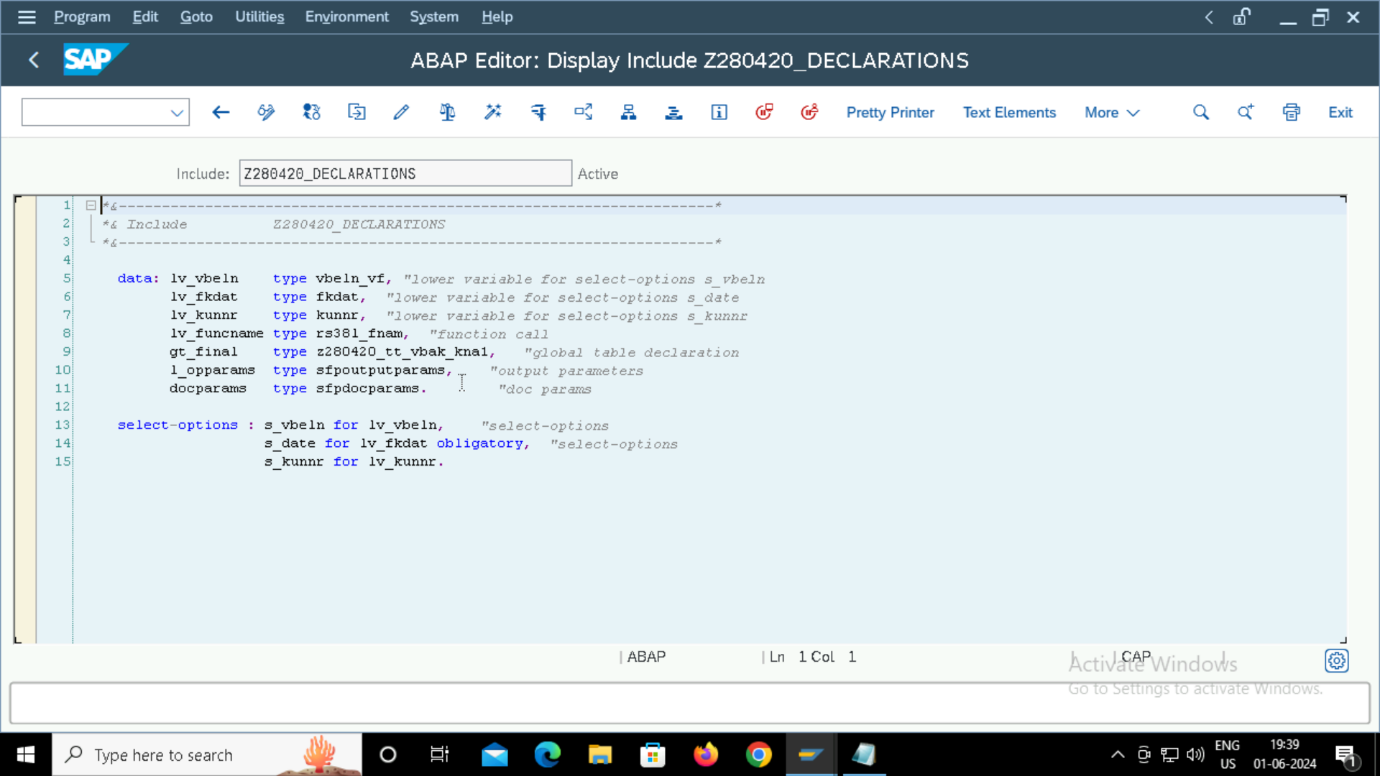 Program Edit Goto Utilities Environment System Help
SAP ABAP Editor: Display Include Z280420_DECLARATIONS
Pretty Printer Text Elements More Exit
Include: Z280420_DECLARATIONS Active
1 *&---------------------------------------------------------------------*
2 *& Include Z280420_DECLARATIONS
3 *&---------------------------------------------------------------------*
4
5 data: lv_vbeln type vbeln_vf, "lower variable for select-options s_vbeln
6 lv_fkdat type fkdat, "lower variable for select-options s_date
7 lv_kunnr type kunnr, "lower variable for select-options s_kunnr
8 lv_funcname type rs38l_fnam, "function call
9 gt_final type z280420_tt_vbak_kna1, "global table declaration
10 l_opparams type sfpoutputparams, "output parameters
11 docparams type sfpdocparams. "doc params
12
13 select-options : s_vbeln for lv_vbeln, "select-options
14 s_date for lv_fkdat obligatory, "select-options
15 s_kunnr for lv_kunnr.
ABAP Ln 1 Col 1 CAP
Activate Windows
Go to Settings to activate Windows.
Type here to search
ENG
US
19:39
01-06-2024
1